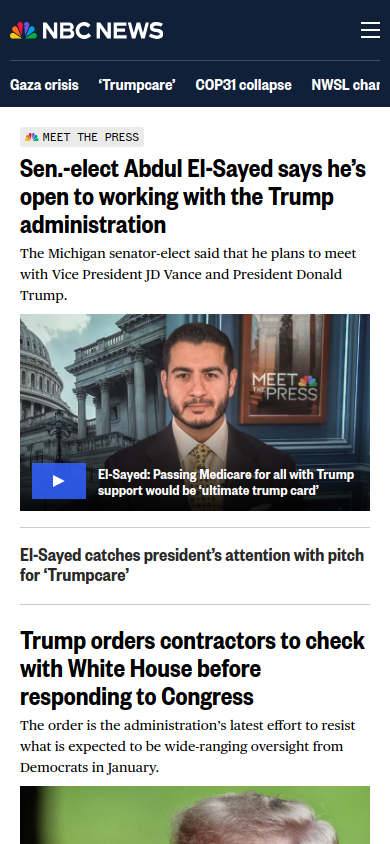 NBC NEWS
Gaza crisis ‘Trumpcare’ COP31 collapse NWSL char
MEET THE PRESS
Sen.-elect Abdul El-Sayed says he’s
open to working with the Trump
administration
The Michigan senator-elect said that he plans to meet
with Vice President JD Vance and President Donald
Trump.
MEET
THE PRESS
El-Sayed: Passing Medicare for all with Trump
support would be ‘ultimate trump card’
El-Sayed catches president’s attention with pitch
for ‘Trumpcare’
Trump orders contractors to check
with White House before
responding to Congress
The order is the administration’s latest effort to resist
what is expected to be wide-ranging oversight from
Democrats in January.